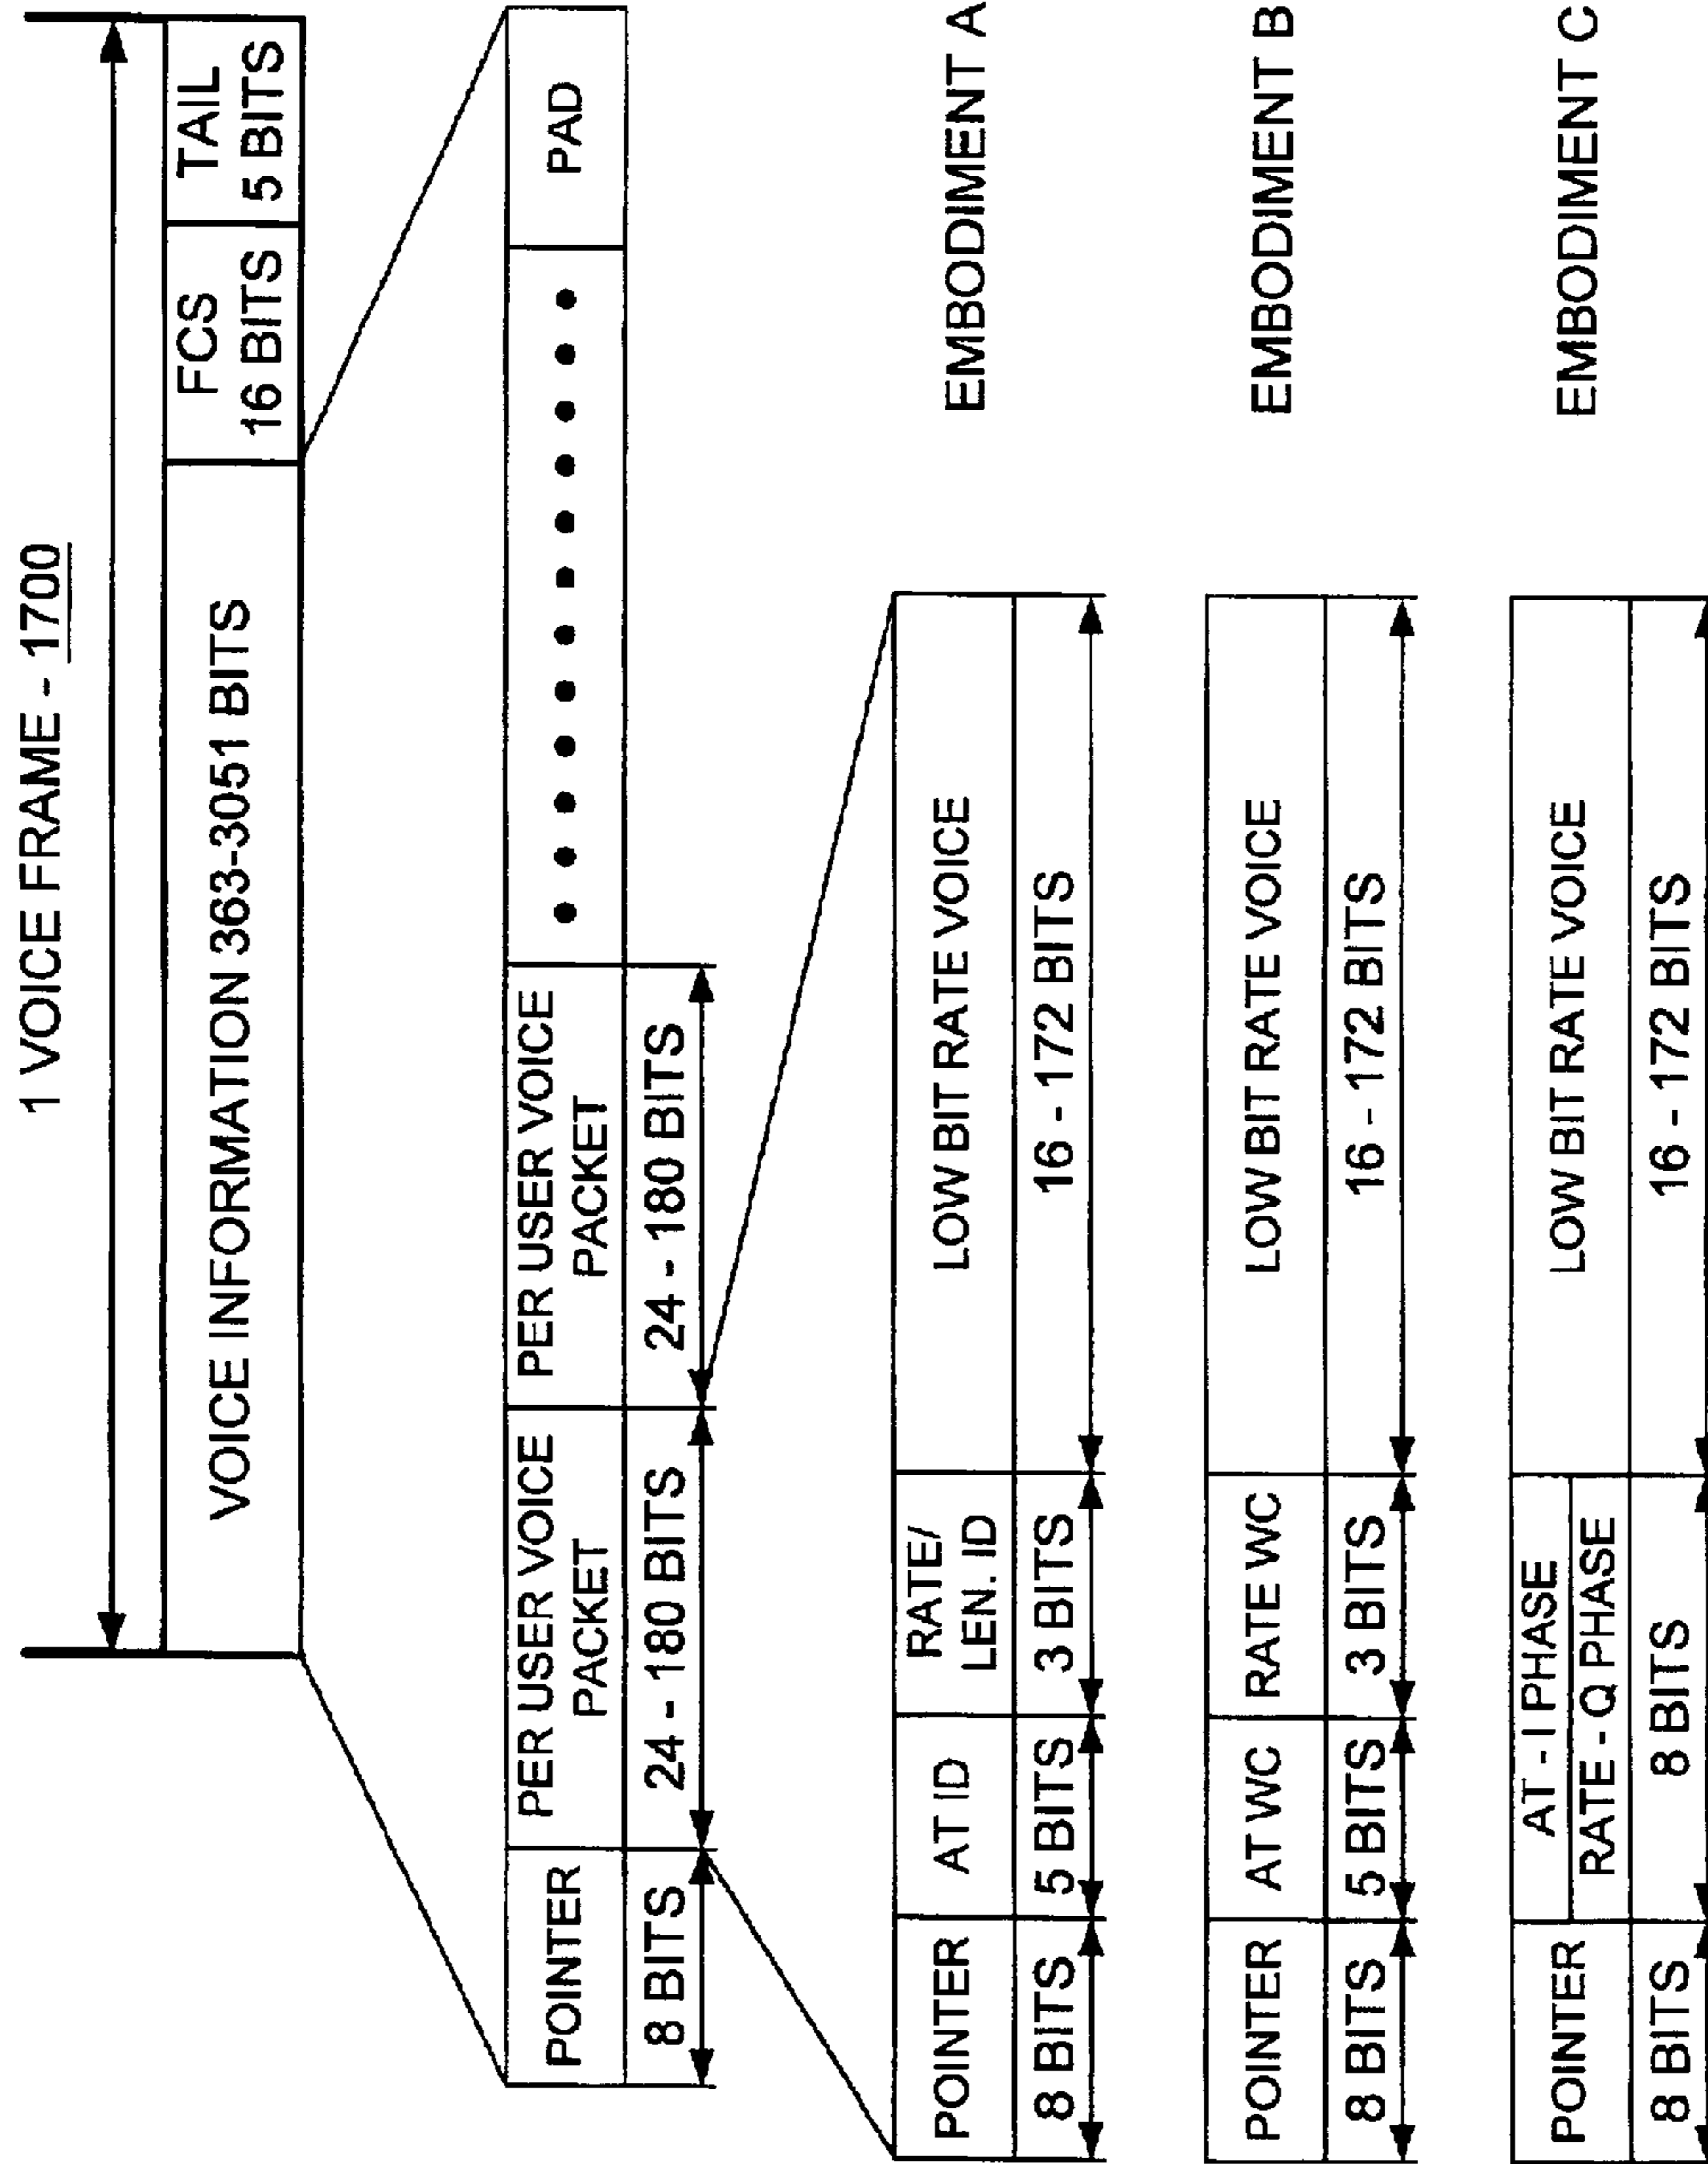 1 VOICE FRAME - 1700
VOICE INFORMATION 363-3051 BITS
FCS
16 BITS
TAIL
5 BITS
POINTER
8 BITS
PER USER VOICE
PACKET
24 - 180 BITS
PER USER VOICE
PACKET
24 - 180 BITS
PAD
POINTER
8 BITS
AT ID
5 BITS
RATE/
LEN. ID
3 BITS
LOW BIT RATE VOICE
16 - 172 BITS
EMBODIMENT A
POINTER
8 BITS
AT WC
5 BITS
RATE WC
3 BITS
LOW BIT RATE VOICE
16 - 172 BITS
EMBODIMENT B
POINTER
8 BITS
AT - I PHASE
RATE - Q PHASE
8 BITS
LOW BIT RATE VOICE
16 - 172 BITS
EMBODIMENT C